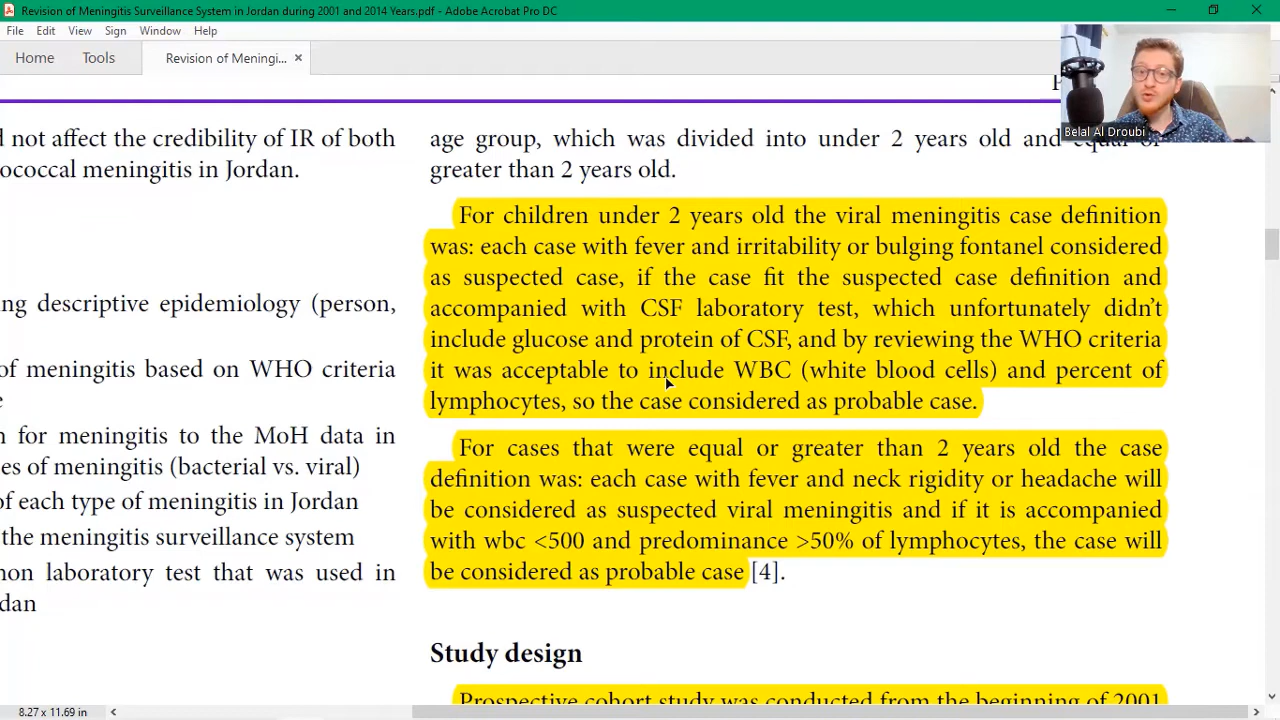 Revision of Meningitis Surveillance System in Jordan during 2001 and 2014 Years.pdf - Adobe Acrobat Pro DC
File Edit View Sign Window Help
Home Tools Revision of Meningi... ×
Belal Al Droubi
d not affect the credibility of IR of both
ococcal meningitis in Jordan.
ng descriptive epidemiology (person,
of meningitis based on WHO criteria
e
n for meningitis to the MoH data in
es of meningitis (bacterial vs. viral)
of each type of meningitis in Jordan
the meningitis surveillance system
non laboratory test that was used in
dan
age group, which was divided into under 2 years old and equal or
greater than 2 years old.
For children under 2 years old the viral meningitis case definition
was: each case with fever and irritability or bulging fontanel considered
as suspected case, if the case fit the suspected case definition and
accompanied with CSF laboratory test, which unfortunately didn’t
include glucose and protein of CSF, and by reviewing the WHO criteria
it was acceptable to include WBC (white blood cells) and percent of
lymphocytes, so the case considered as probable case.
For cases that were equal or greater than 2 years old the case
definition was: each case with fever and neck rigidity or headache will
be considered as suspected viral meningitis and if it is accompanied
with wbc <500 and predominance >50% of lymphocytes, the case will
be considered as probable case [4].
Study design
Prospective cohort study was conducted from the beginning of 2001
8.27 x 11.69 in